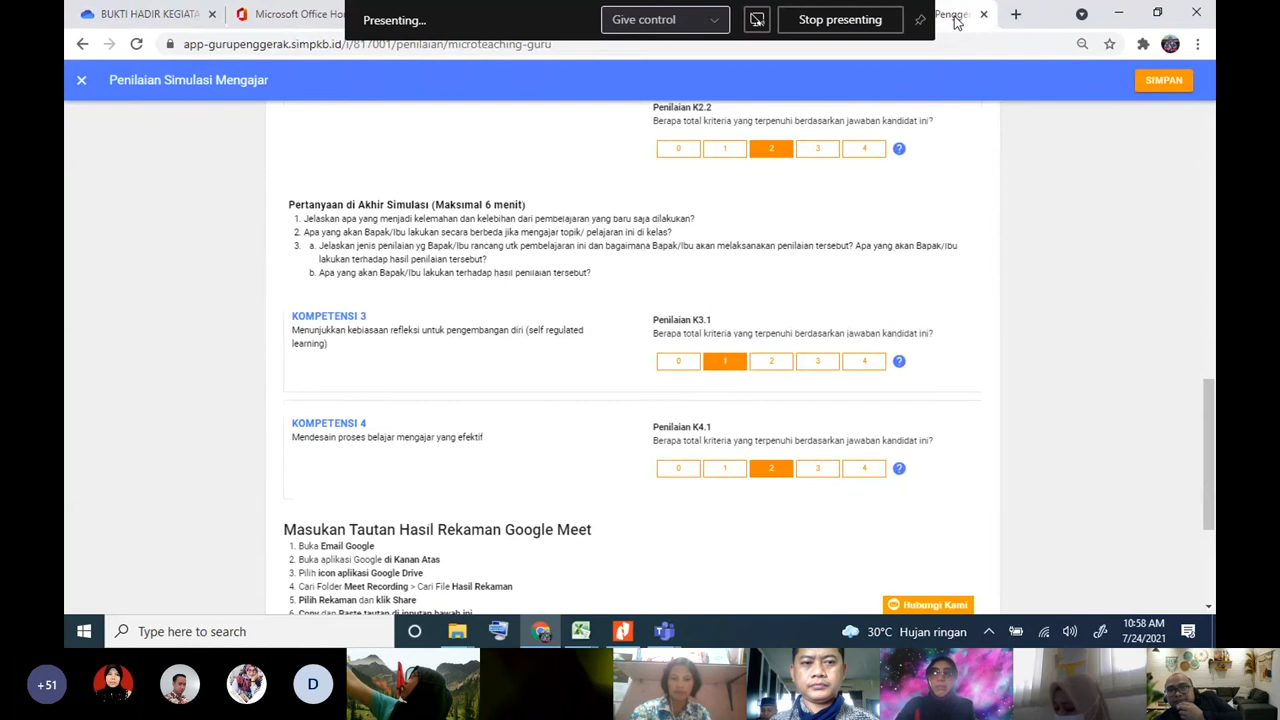 BUKTI HADIR KEGIATA
Microsoft Office Hom
Presenting...
Give control
Stop presenting
Pengge
app-gurupenggerak.simpkb.id/i/817001/penilaian/microteaching-guru
Penilaian Simulasi Mengajar
SIMPAN
Penilaian K2.2
Berapa total kriteria yang terpenuhi berdasarkan jawaban kandidat ini?
0 1 2 3 4 ?
Pertanyaan di Akhir Simulasi (Maksimal 6 menit)
1. Jelaskan apa yang menjadi kelemahan dan kelebihan dari pembelajaran yang baru saja dilakukan?
2. Apa yang akan Bapak/Ibu lakukan secara berbeda jika mengajar topik/ pelajaran ini di kelas?
3. a. Jelaskan jenis penilaian yg Bapak/Ibu rancang utk pembelajaran ini dan bagaimana Bapak/Ibu akan melaksanakan penilaian tersebut? Apa yang akan Bapak/Ibu
lakukan terhadap hasil penilaian tersebut?
b. Apa yang akan Bapak/Ibu lakukan terhadap hasil penilaian tersebut?
KOMPETENSI 3
Menunjukkan kebiasaan refleksi untuk pengembangan diri (self regulated
learning)
Penilaian K3.1
Berapa total kriteria yang terpenuhi berdasarkan jawaban kandidat ini?
0 1 2 3 4 ?
KOMPETENSI 4
Mendesain proses belajar mengajar yang efektif
Penilaian K4.1
Berapa total kriteria yang terpenuhi berdasarkan jawaban kandidat ini?
0 1 2 3 4 ?
Masukan Tautan Hasil Rekaman Google Meet
1. Buka Email Google
2. Buka aplikasi Google di Kanan Atas
3. Pilih icon aplikasi Google Drive
4. Cari Folder Meet Recording > Cari File Hasil Rekaman
5. Pilih Rekaman dan klik Share
6. Copy dan Paste tautan di inputan bawah ini
Hubungi Kami
Type here to search
30°C Hujan ringan
10:58 AM
7/24/2021
+51
D